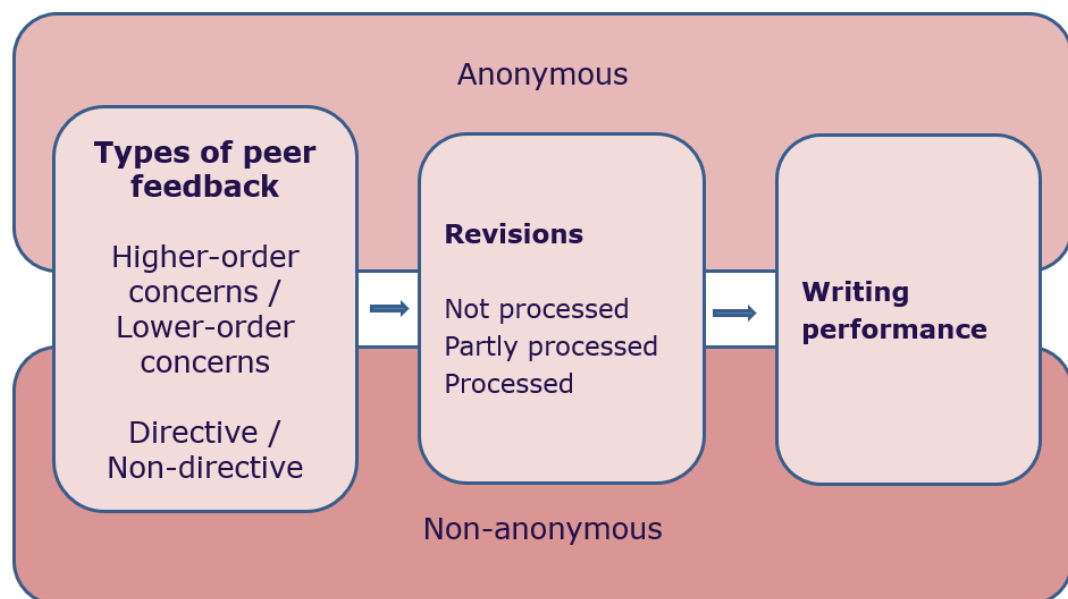 Anonymous
Types of peer
feedback
Higher-order
concerns /
Lower-order
concerns
Directive /
Non-directive
Revisions
Not processed
Partly processed
Processed
Writing
performance
Non-anonymous